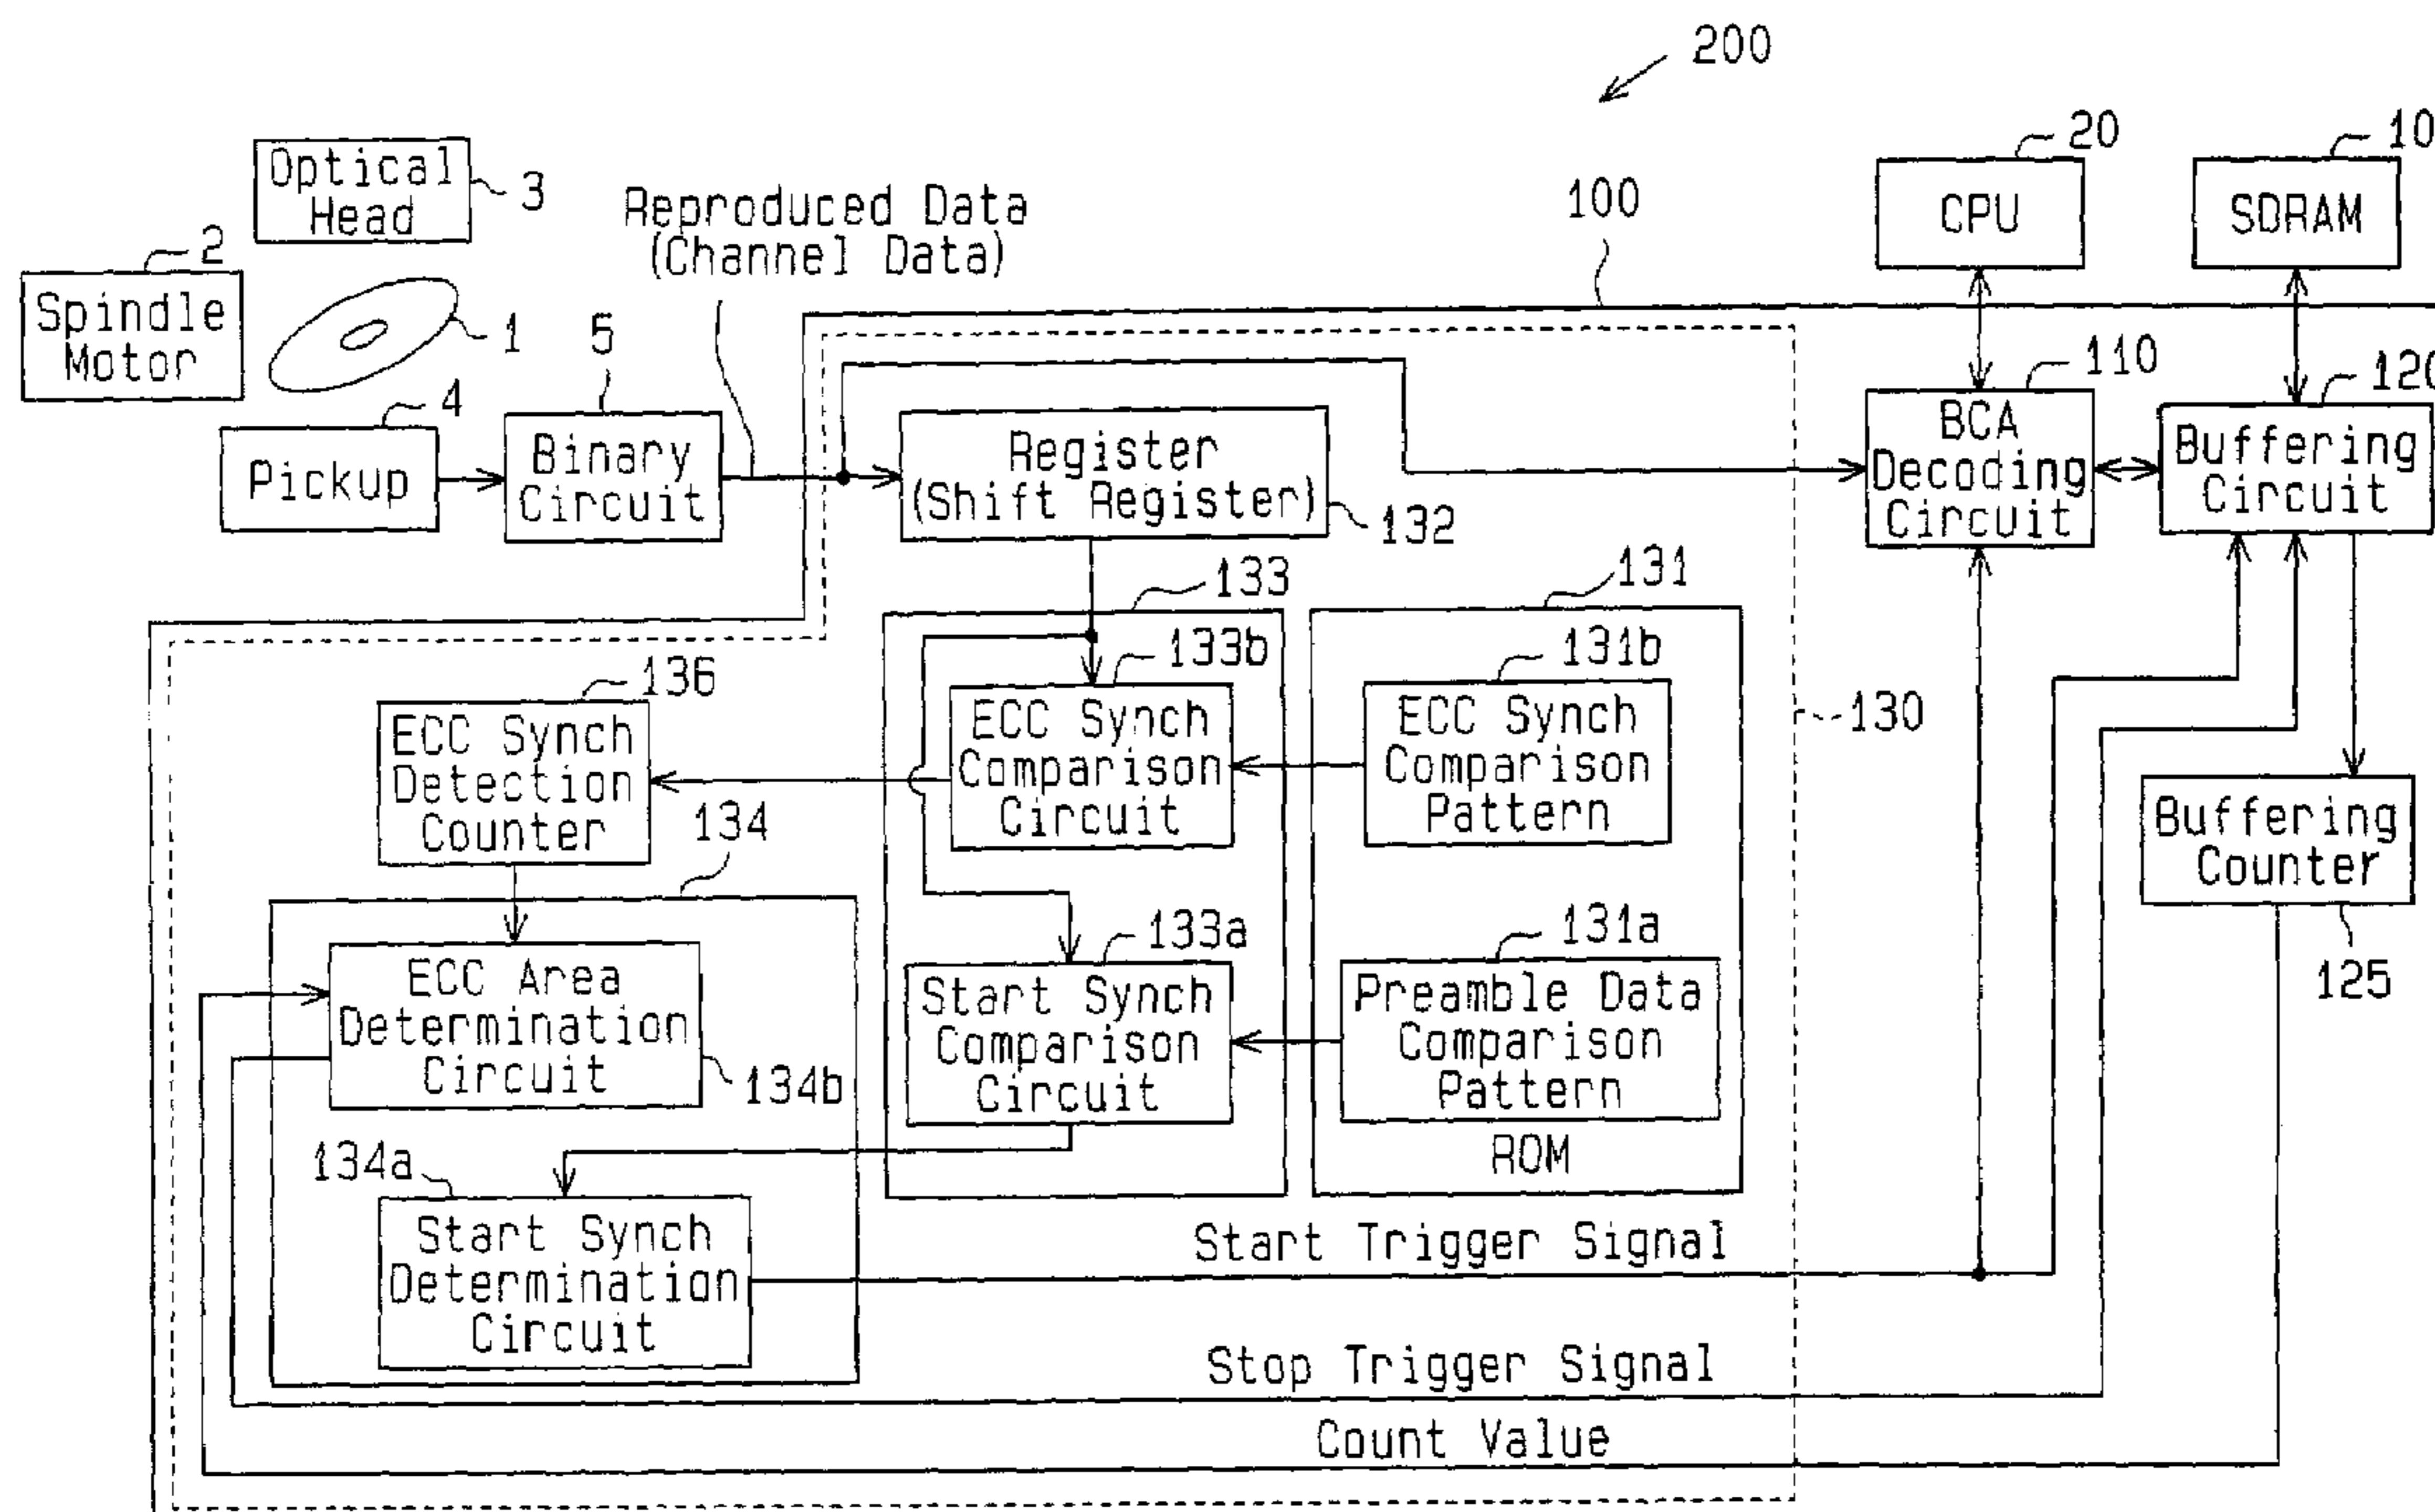 200
Optical
Head
3
2
Spindle
Motor
1
4
Pickup
5
Binary
Circuit
Reproduced Data
(Channel Data)
100
20
CPU
10
SDRAM
110
BCA
Decoding
Circuit
120
Buffering
Circuit
Register
(Shift Register)
132
133
131
133b
ECC Synch
Comparison
Circuit
131b
ECC Synch
Comparison
Pattern
130
136
ECC Synch
Detection
Counter
134
Buffering
Counter
125
133a
Start Synch
Comparison
Circuit
131a
Preamble Data
Comparison
Pattern
ROM
ECC Area
Determination
Circuit
134b
134a
Start Synch
Determination
Circuit
Start Trigger Signal
Stop Trigger Signal
Count Value